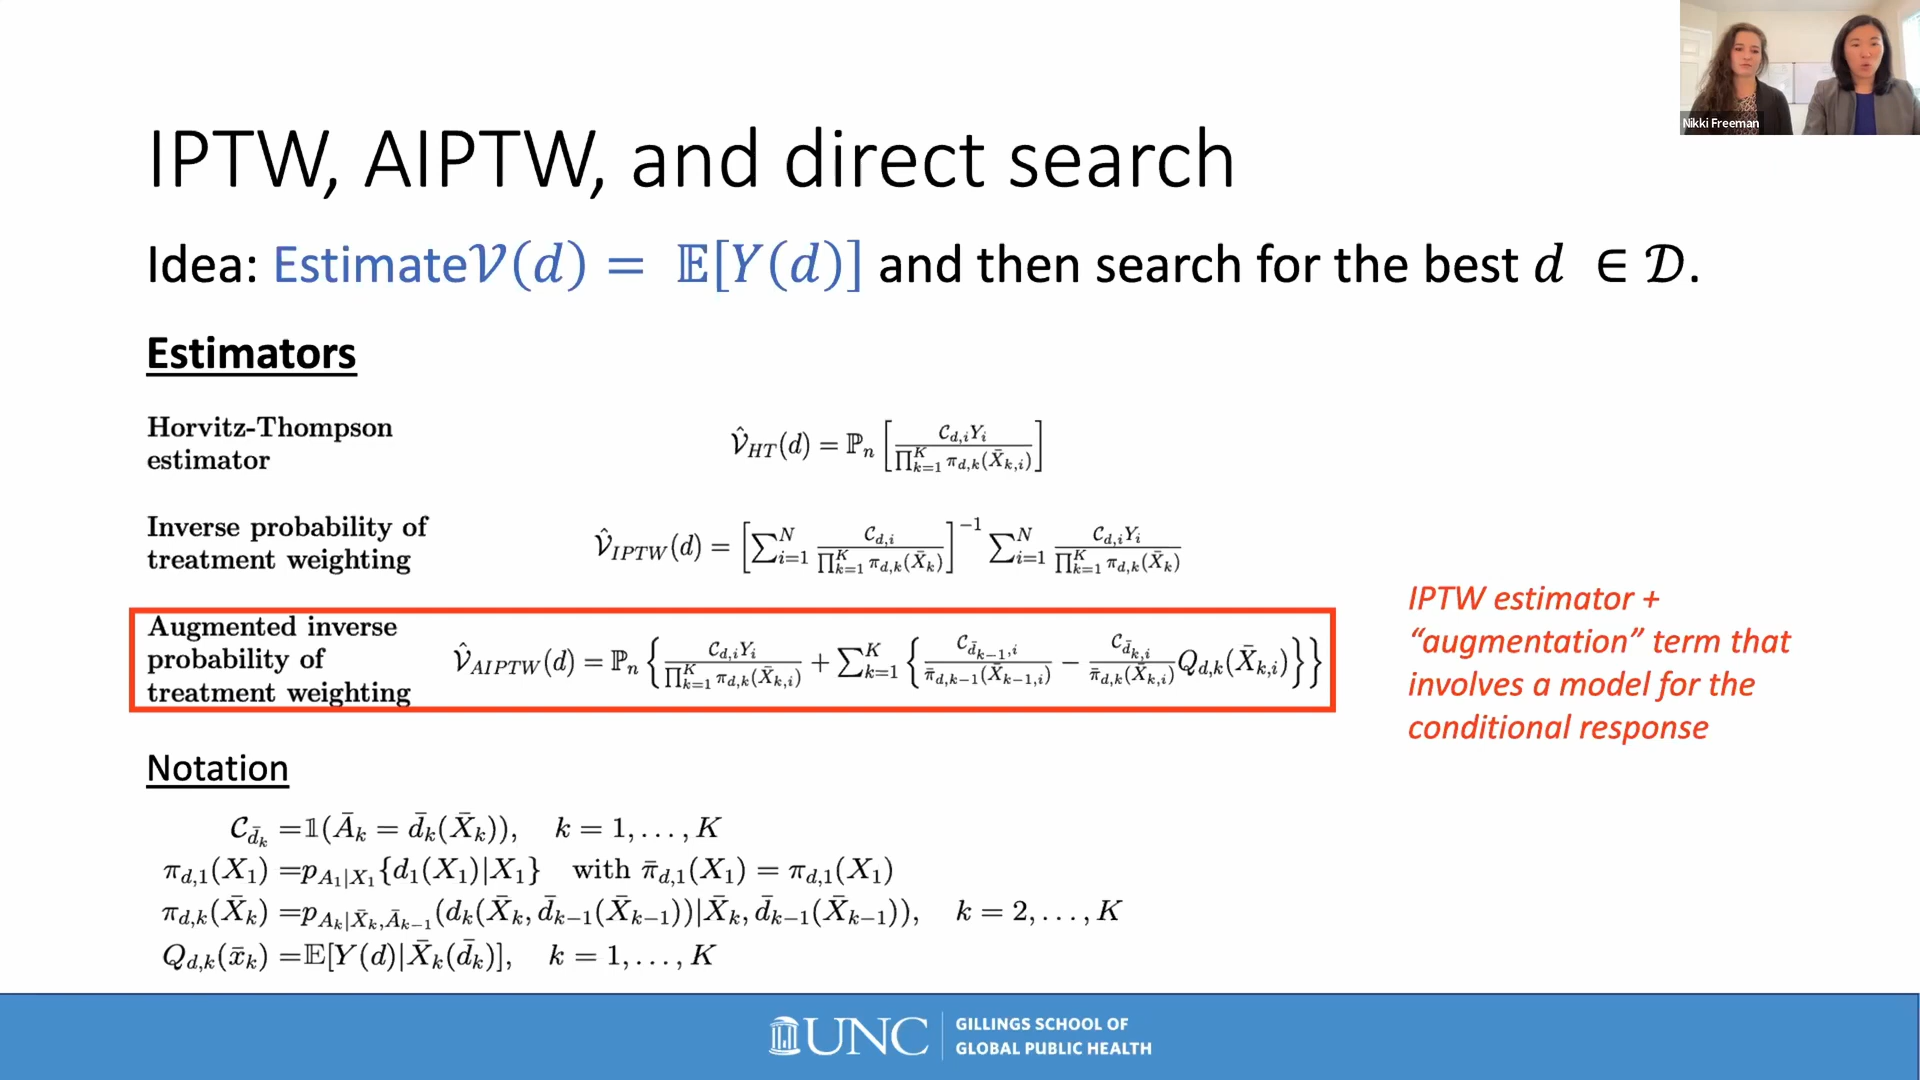 Nikki Freeman
IPTW, AIPTW, and direct search
Idea: Estimate𝒱(d) = 𝔼[Y(d)] and then search for the best d ∈ 𝒟.
Estimators
Horvitz-Thompson
estimator
𝒱̂_{HT}(d) = ℙ_n [ 𝒞_{d,i}Y_i / ∏_{k=1}^K π_{d,k}(X̄_{k,i}) ]
Inverse probability of
treatment weighting
𝒱̂_{IPTW}(d) = [ ∑_{i=1}^N 𝒞_{d,i} / ∏_{k=1}^K π_{d,k}(X̄_k) ]^{-1} ∑_{i=1}^N 𝒞_{d,i}Y_i / ∏_{k=1}^K π_{d,k}(X̄_k)
Augmented inverse
probability of
treatment weighting
𝒱̂_{AIPTW}(d) = ℙ_n { 𝒞_{d,i}Y_i / ∏_{k=1}^K π_{d,k}(X̄_{k,i}) + ∑_{k=1}^K { 𝒞_{d̄_{k-1},i} / π̄_{d,k-1}(X̄_{k-1,i}) − 𝒞_{d̄_k,i} / π̄_{d,k}(X̄_{k,i}) Q_{d,k}(X̄_{k,i}) } }
IPTW estimator +
“augmentation” term that
involves a model for the
conditional response
Notation
𝒞_{d̄_k} =𝟙(Ā_k = d̄_k(X̄_k)), k = 1, . . . , K
π_{d,1}(X_1) =p_{A_1|X_1}{d_1(X_1)|X_1} with π̄_{d,1}(X_1) = π_{d,1}(X_1)
π_{d,k}(X̄_k) =p_{A_k|X̄_k,Ā_{k-1}}(d_k(X̄_k, d̄_{k-1}(X̄_{k-1}))|X̄_k, d̄_{k-1}(X̄_{k-1})), k = 2, . . . , K
Q_{d,k}(x̄_k) =𝔼[Y(d)|X̄_k(d̄_k)], k = 1, . . . , K
UNC
GILLINGS SCHOOL OF
GLOBAL PUBLIC HEALTH